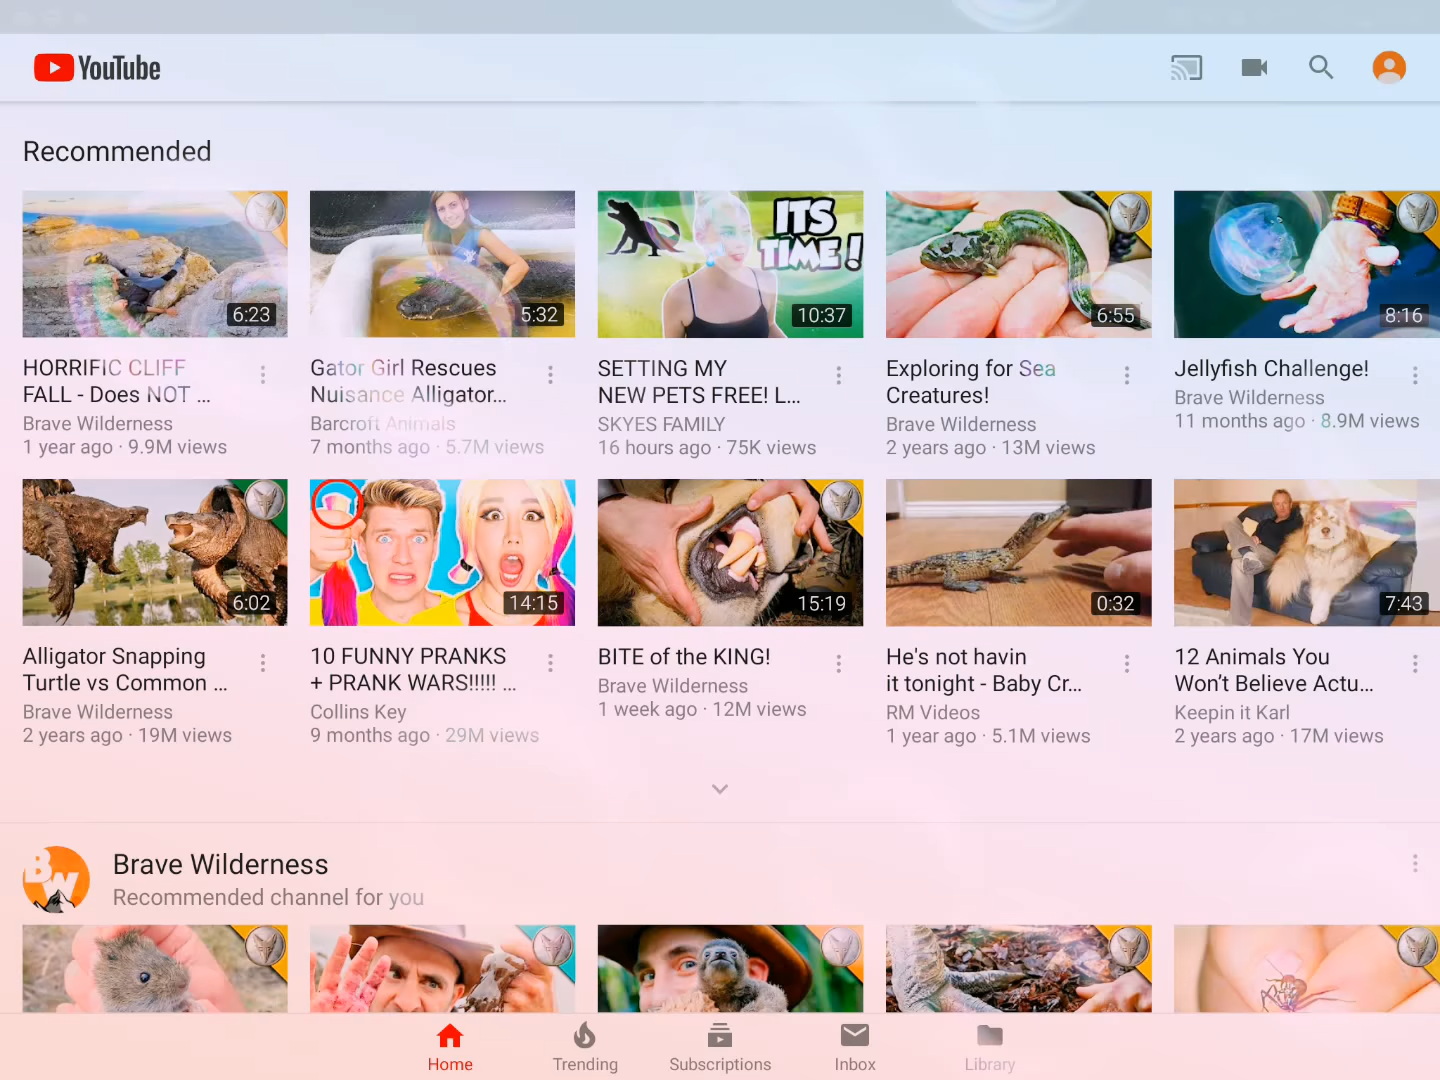 YouTube
Recommended
6:23
5:32
ITS
TIME!
10:37
6:55
8:16
HORRIFIC CLIFF
FALL - Does NOT ...
Brave Wilderness
1 year ago · 9.9M views
Gator Girl Rescues
Nuisance Alligator...
Barcroft Animals
7 months ago · 5.7M views
SETTING MY
NEW PETS FREE! L...
SKYES FAMILY
16 hours ago · 75K views
Exploring for Sea
Creatures!
Brave Wilderness
2 years ago · 13M views
Jellyfish Challenge!
Brave Wilderness
11 months ago · 8.9M views
6:02
14:15
15:19
0:32
7:43
Alligator Snapping
Turtle vs Common ...
Brave Wilderness
2 years ago · 19M views
10 FUNNY PRANKS
+ PRANK WARS!!!!! ...
Collins Key
9 months ago · 29M views
BITE of the KING!
Brave Wilderness
1 week ago · 12M views
He's not havin
it tonight - Baby Cr...
RM Videos
1 year ago · 5.1M views
12 Animals You
Won’t Believe Actu...
Keepin it Karl
2 years ago · 17M views
BW
Brave Wilderness
Recommended channel for you
Home
Trending
Subscriptions
Inbox
Library